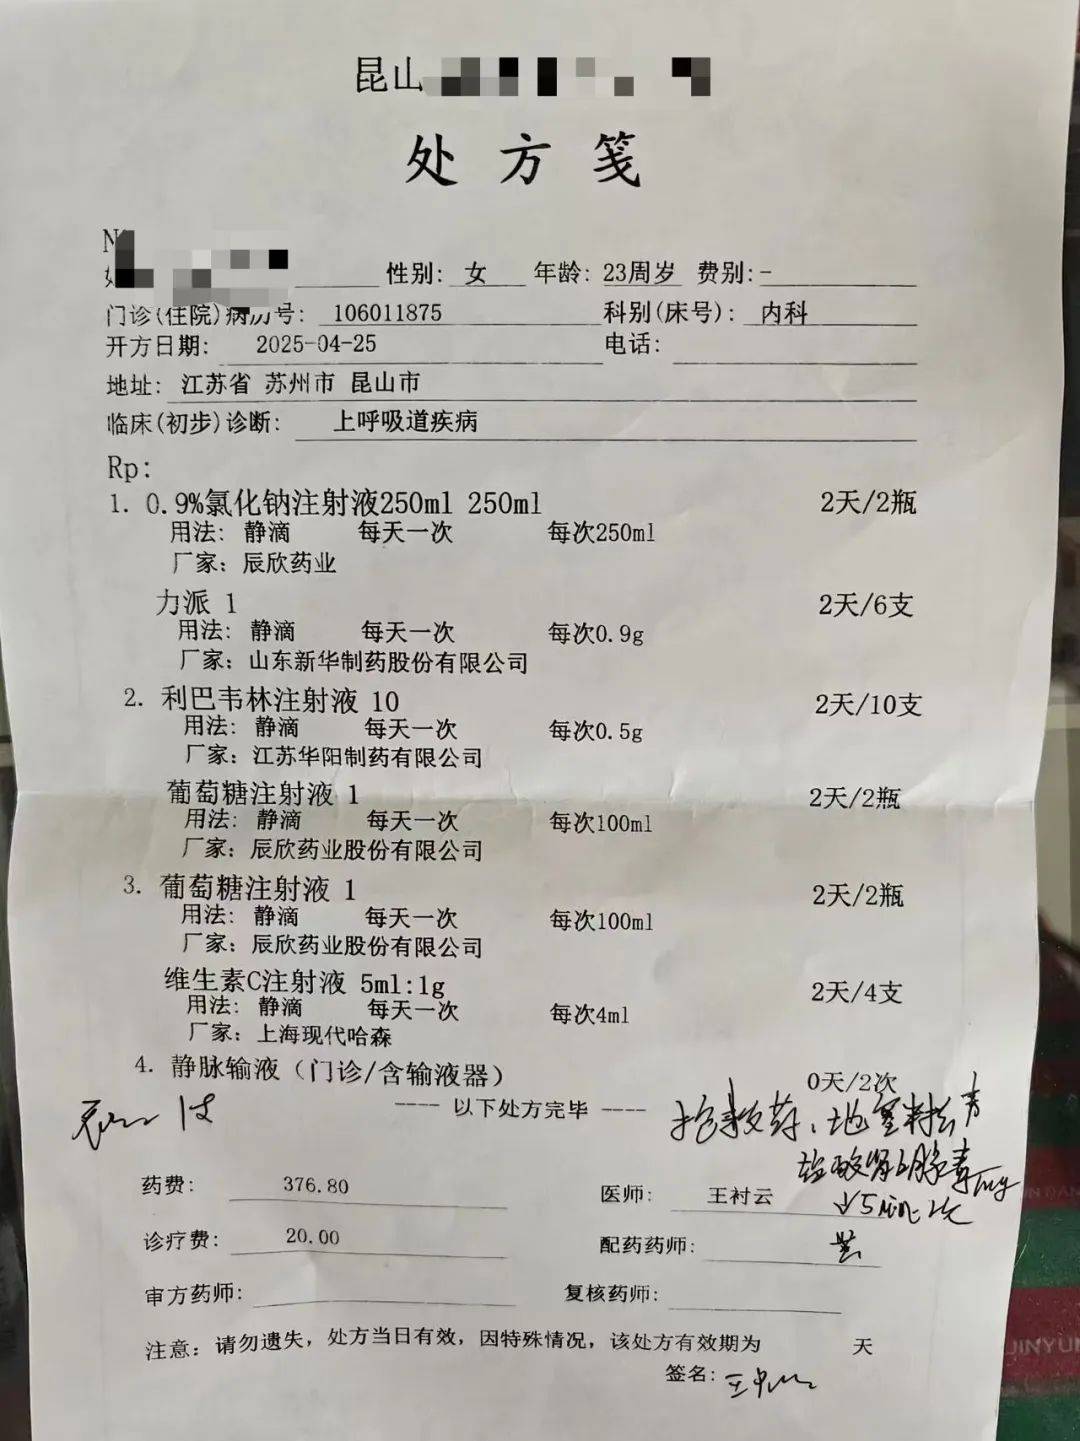 昆山
处方笺
性别: 女 年龄: 23周岁 费别:-
门诊(住院)病历号: 106011875 科别(床号): 内科
开方日期: 2025-04-25 电话:
地址: 江苏省 苏州市 昆山市
临床(初步)诊断: 上呼吸道疾病
Rp:
1. 0.9%氯化钠注射液250ml 250ml 2天/2瓶
用法: 静滴 每天一次 每次250ml
厂家: 辰欣药业
力派 1 2天/6支
用法: 静滴 每天一次 每次0.9g
厂家: 山东新华制药股份有限公司
2. 利巴韦林注射液 10 2天/10支
用法: 静滴 每天一次 每次0.5g
厂家: 江苏华阳制药有限公司
葡萄糖注射液 1 2天/2瓶
用法: 静滴 每天一次 每次100ml
厂家: 辰欣药业股份有限公司
3. 葡萄糖注射液 1 2天/2瓶
用法: 静滴 每天一次 每次100ml
厂家: 辰欣药业股份有限公司
维生素C注射液 5ml:1g 2天/4支
用法: 静滴 每天一次 每次4ml
厂家: 上海现代哈森
4. 静脉输液（门诊/含输液器） 0天/2次
---- 以下处方完毕 ----
抢救药: 地塞米松
盐酸肾上腺素 1mg
药费: 376.80 医师: 王衬云
诊疗费: 20.00 配药药师:
审方药师: 复核药师:
注意: 请勿遗失, 处方当日有效, 因特殊情况, 该处方有效期为 天
签名:
JINYUN